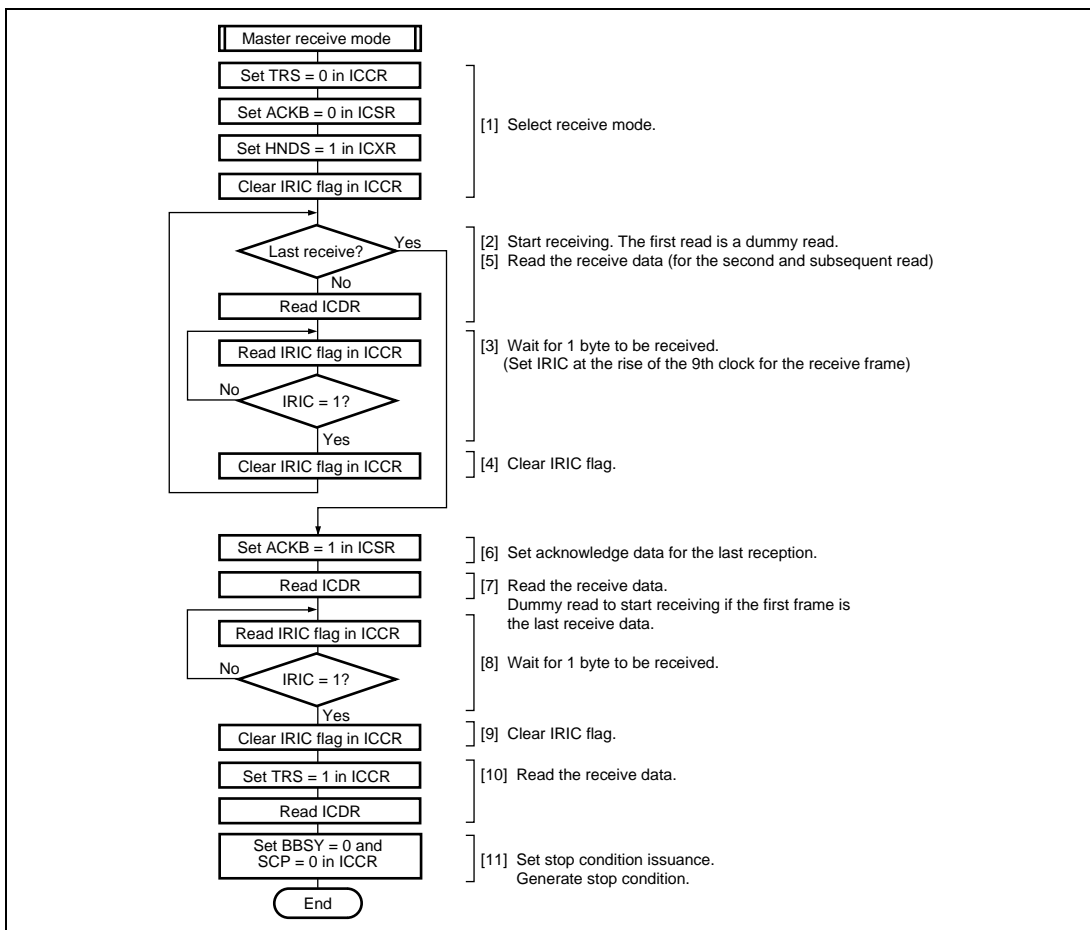 Master receive mode
Set TRS = 0 in ICCR
Set ACKB = 0 in ICSR
[1] Select receive mode.
Set HNDS = 1 in ICXR
Clear IRIC flag in ICCR
Last receive?
Yes
[2] Start receiving. The first read is a dummy read.
[5] Read the receive data (for the second and subsequent read)
No
Read ICDR
Read IRIC flag in ICCR
[3] Wait for 1 byte to be received.
(Set IRIC at the rise of the 9th clock for the receive frame)
No
IRIC = 1?
Yes
Clear IRIC flag in ICCR
[4] Clear IRIC flag.
Set ACKB = 1 in ICSR
[6] Set acknowledge data for the last reception.
Read ICDR
[7] Read the receive data.
Dummy read to start receiving if the first frame is
the last receive data.
Read IRIC flag in ICCR
[8] Wait for 1 byte to be received.
No
IRIC = 1?
Yes
Clear IRIC flag in ICCR
[9] Clear IRIC flag.
Set TRS = 1 in ICCR
[10] Read the receive data.
Read ICDR
Set BBSY = 0 and
SCP = 0 in ICCR
[11] Set stop condition issuance.
Generate stop condition.
End